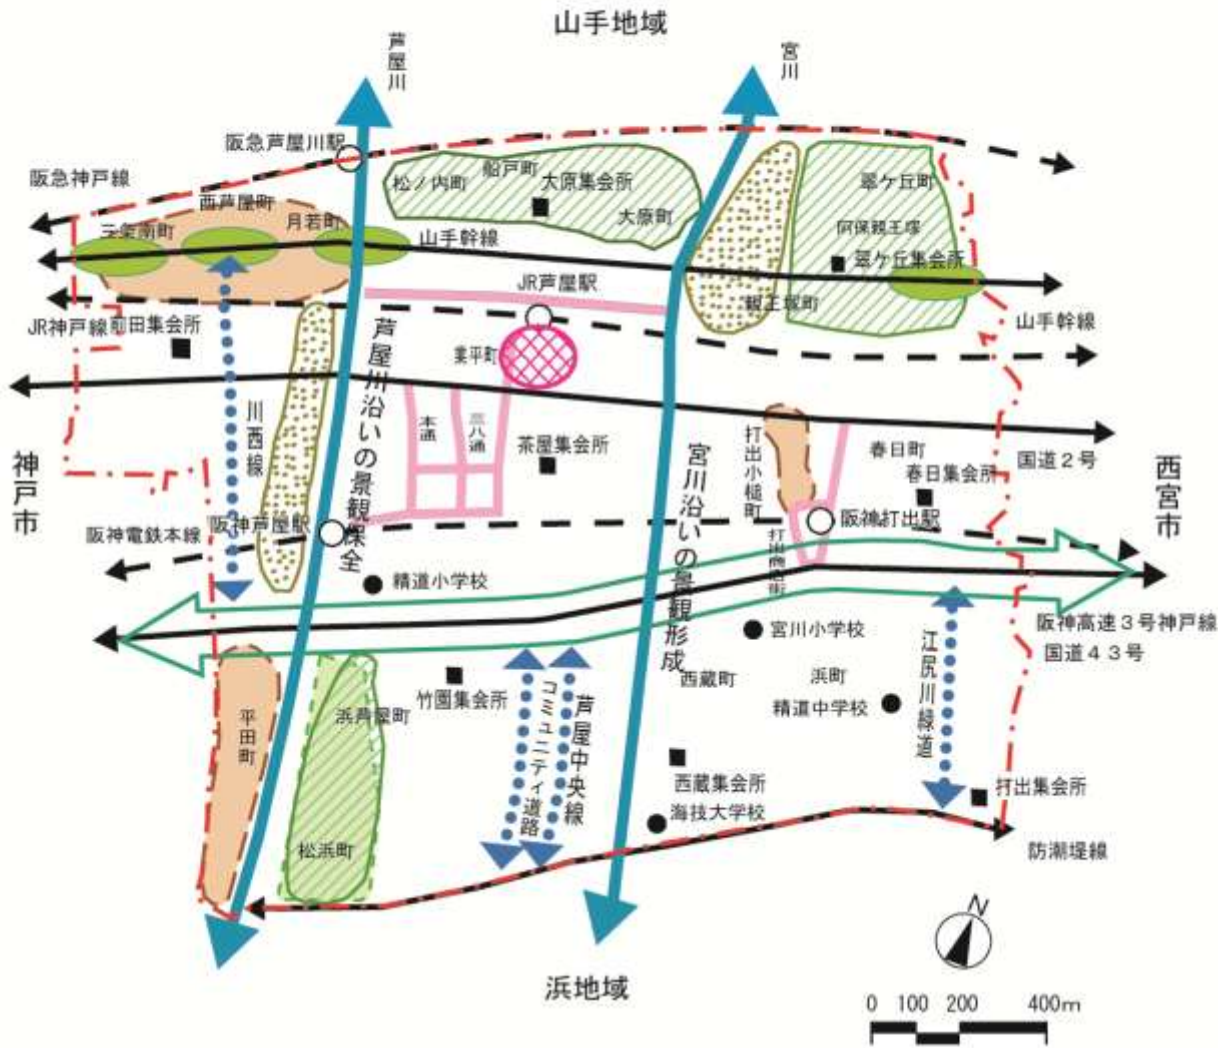 山手地域
芦屋川
宮川
阪急芦屋川駅
阪急神戸線
船戸町
松ノ内町
大原集会所
翠ケ丘町
西芦屋町
月若町
大原町
三条南町
阿保親王塚
山手幹線
翠ケ丘集会所
JR芦屋駅
親王塚町
JR神戸線
前田集会所
山手幹線
業平町
川西線
芦屋川沿いの景観保全
本通
三八通
茶屋集会所
打出小槌町
春日町
春日集会所
国道2号
神戸市
西宮市
宮川沿いの景観形成
阪神電鉄本線
阪神芦屋駅
阪神打出駅
打出商店街
精道小学校
宮川小学校
阪神高速3号神戸線
国道43号
江尻川緑道
西蔵町
浜町
竹園集会所
精道中学校
浜芦屋町
平田町
コミュニティ道路
芦屋中央線
西蔵集会所
打出集会所
海技大学校
松浜町
防潮堤線
N
浜地域
0 100 200 400m